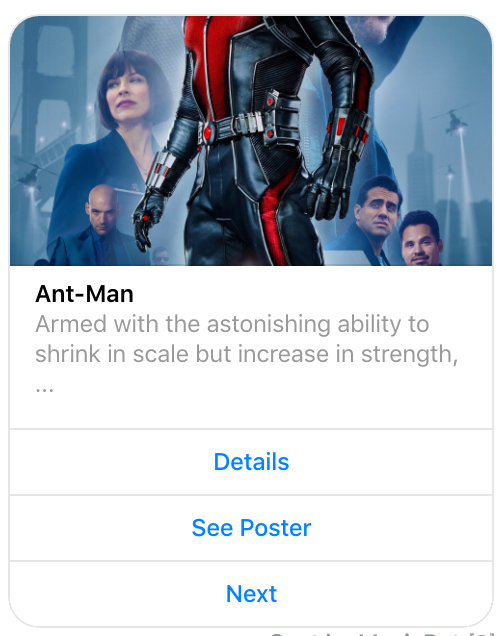 Ant-Man
Armed with the astonishing ability to
shrink in scale but increase in strength,
...
Details
See Poster
Next